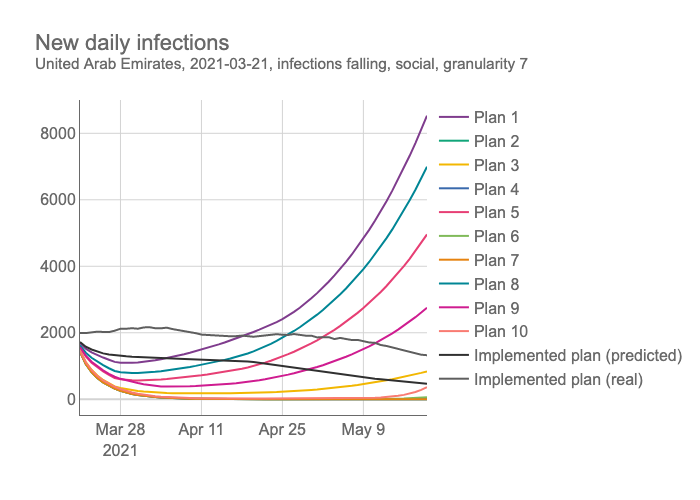 New daily infections
United Arab Emirates, 2021-03-21, infections falling, social, granularity 7
8000
6000
4000
2000
0
Mar 28
2021
Apr 11
Apr 25
May 9
Plan 1
Plan 2
Plan 3
Plan 4
Plan 5
Plan 6
Plan 7
Plan 8
Plan 9
Plan 10
Implemented plan (predicted)
Implemented plan (real)